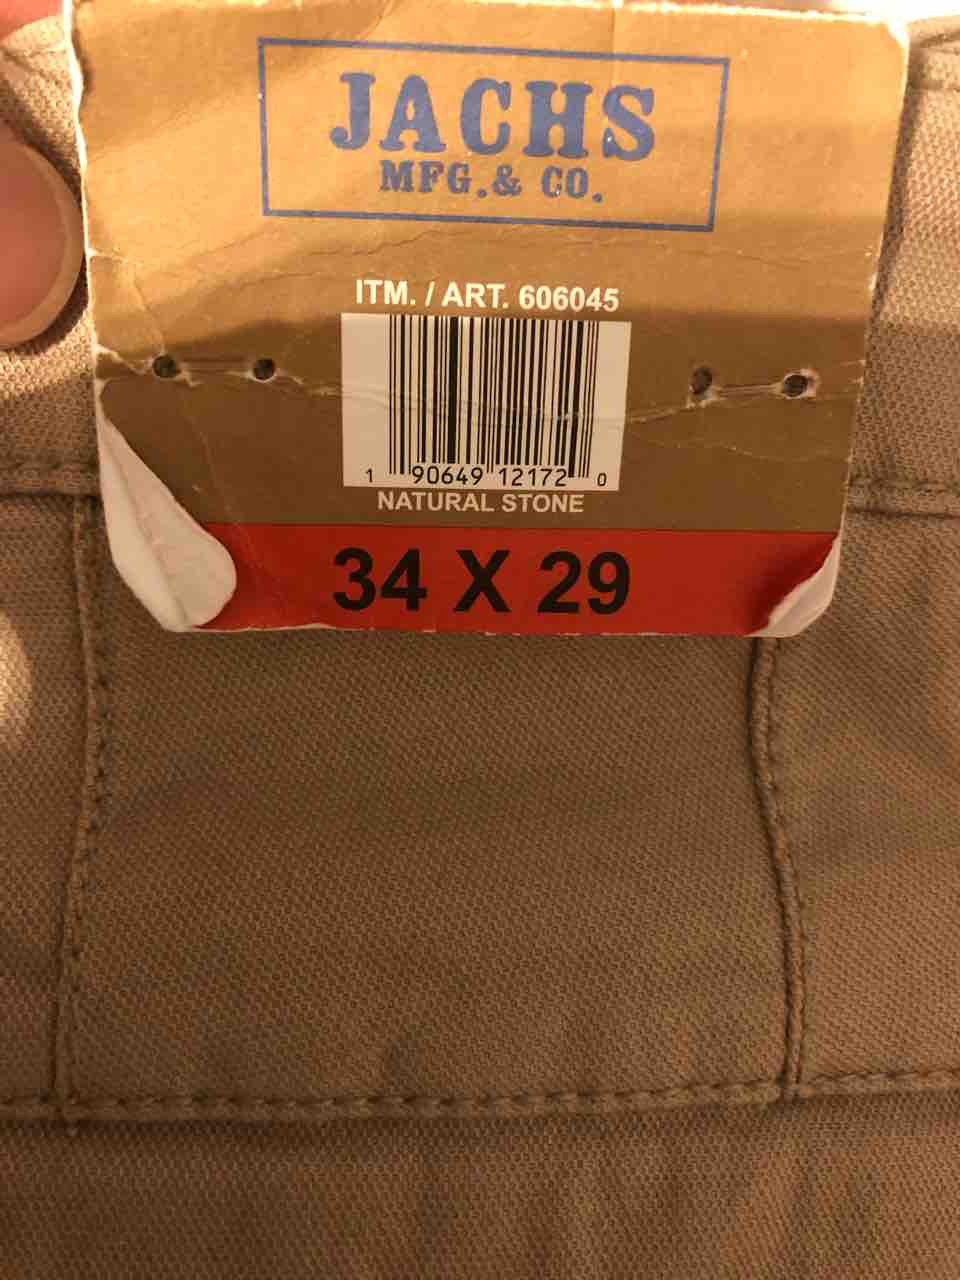 JACHS
MFG. & CO.
ITM. / ART. 606045
1 90649 12172 0
NATURAL STONE
34 X 29